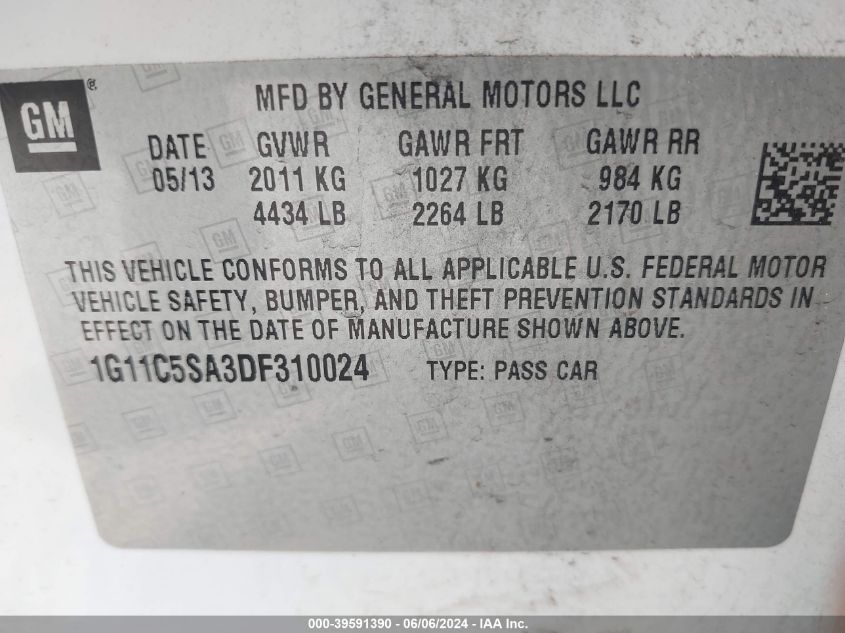 GM®
MFD BY GENERAL MOTORS LLC
DATE GVWR GAWR FRT GAWR RR
05/13 2011 KG 1027 KG 984 KG
4434 LB 2264 LB 2170 LB
THIS VEHICLE CONFORMS TO ALL APPLICABLE U.S. FEDERAL MOTOR
VEHICLE SAFETY, BUMPER, AND THEFT PREVENTION STANDARDS IN
EFFECT ON THE DATE OF MANUFACTURE SHOWN ABOVE.
1G11C5SA3DF310024 TYPE: PASS CAR
000-39591390 - 06/06/2024 - IAA, Inc.